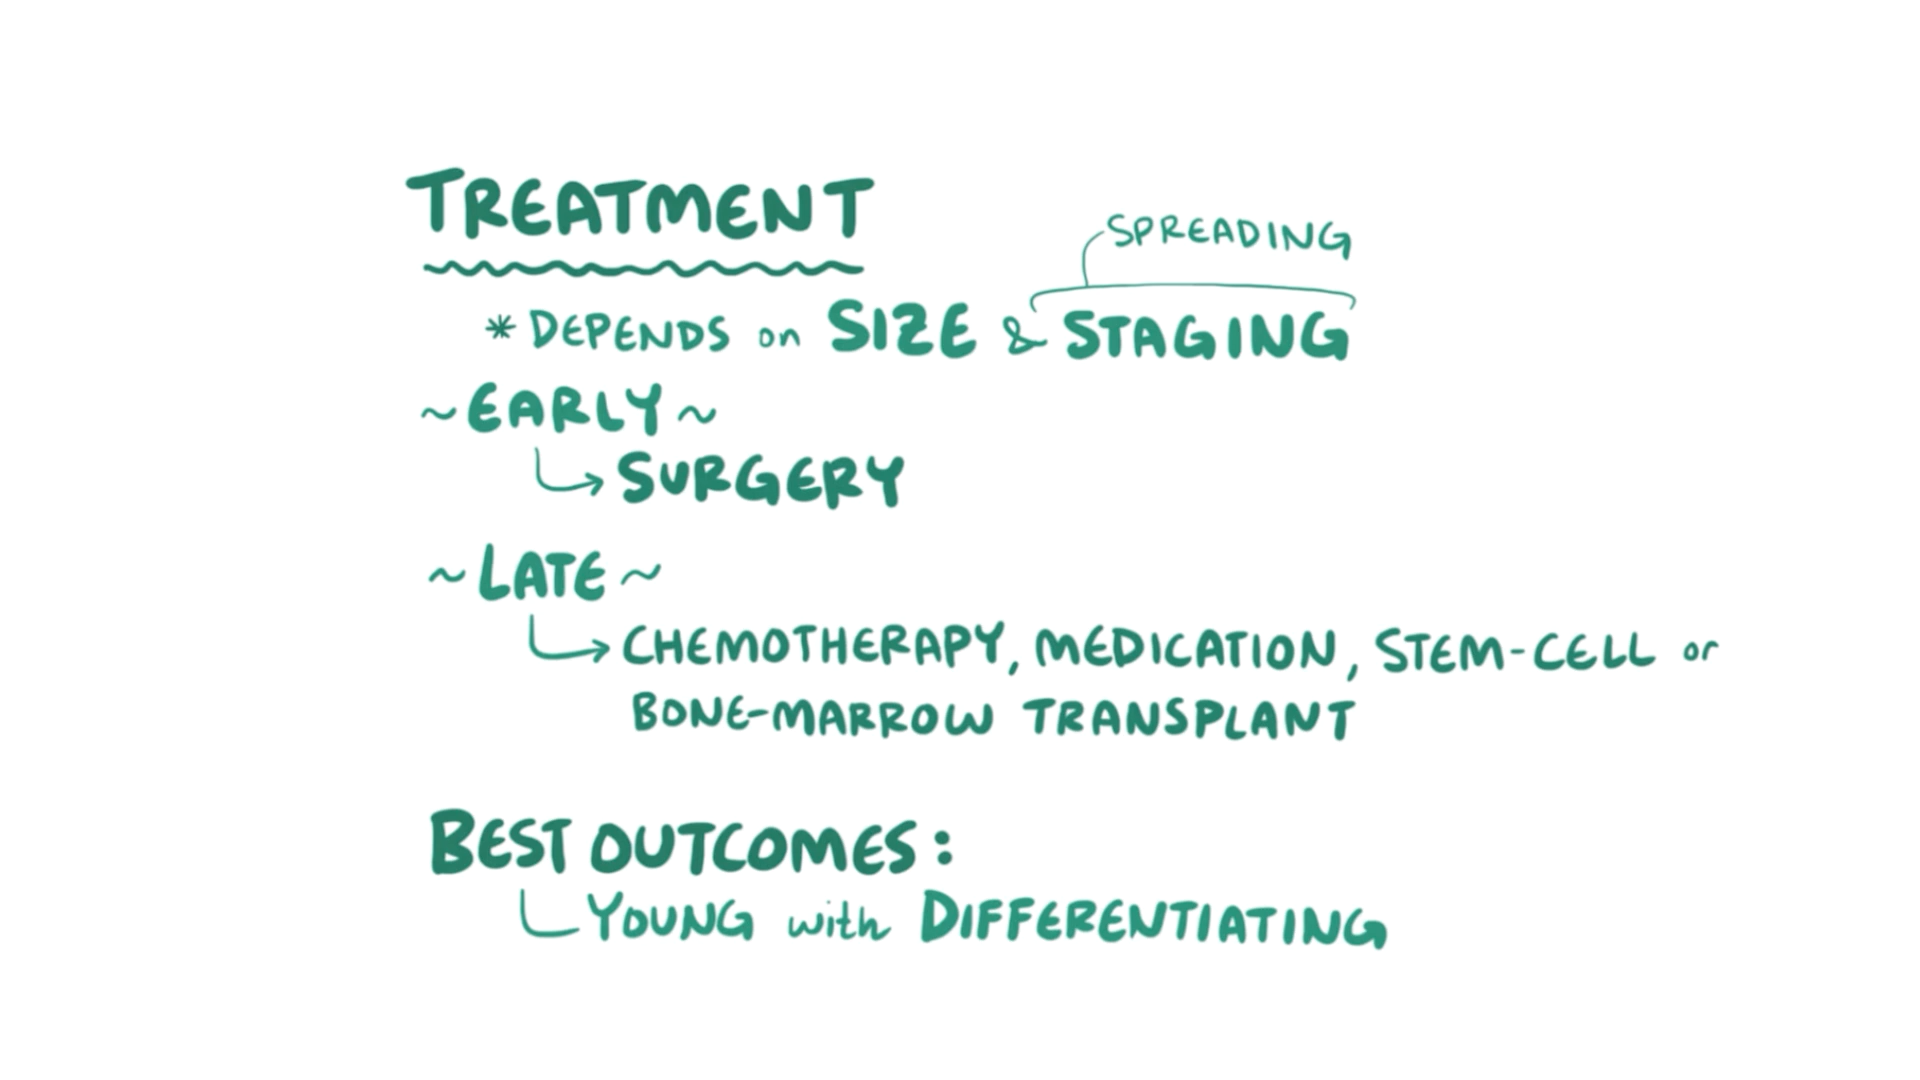 TREATMENT
SPREADING
* DEPENDS on SIZE & STAGING
~ EARLY ~
SURGERY
~ LATE ~
CHEMOTHERAPY, MEDICATION, STEM-CELL or
BONE-MARROW TRANSPLANT
BEST OUTCOMES:
YOUNG with DIFFERENTIATING